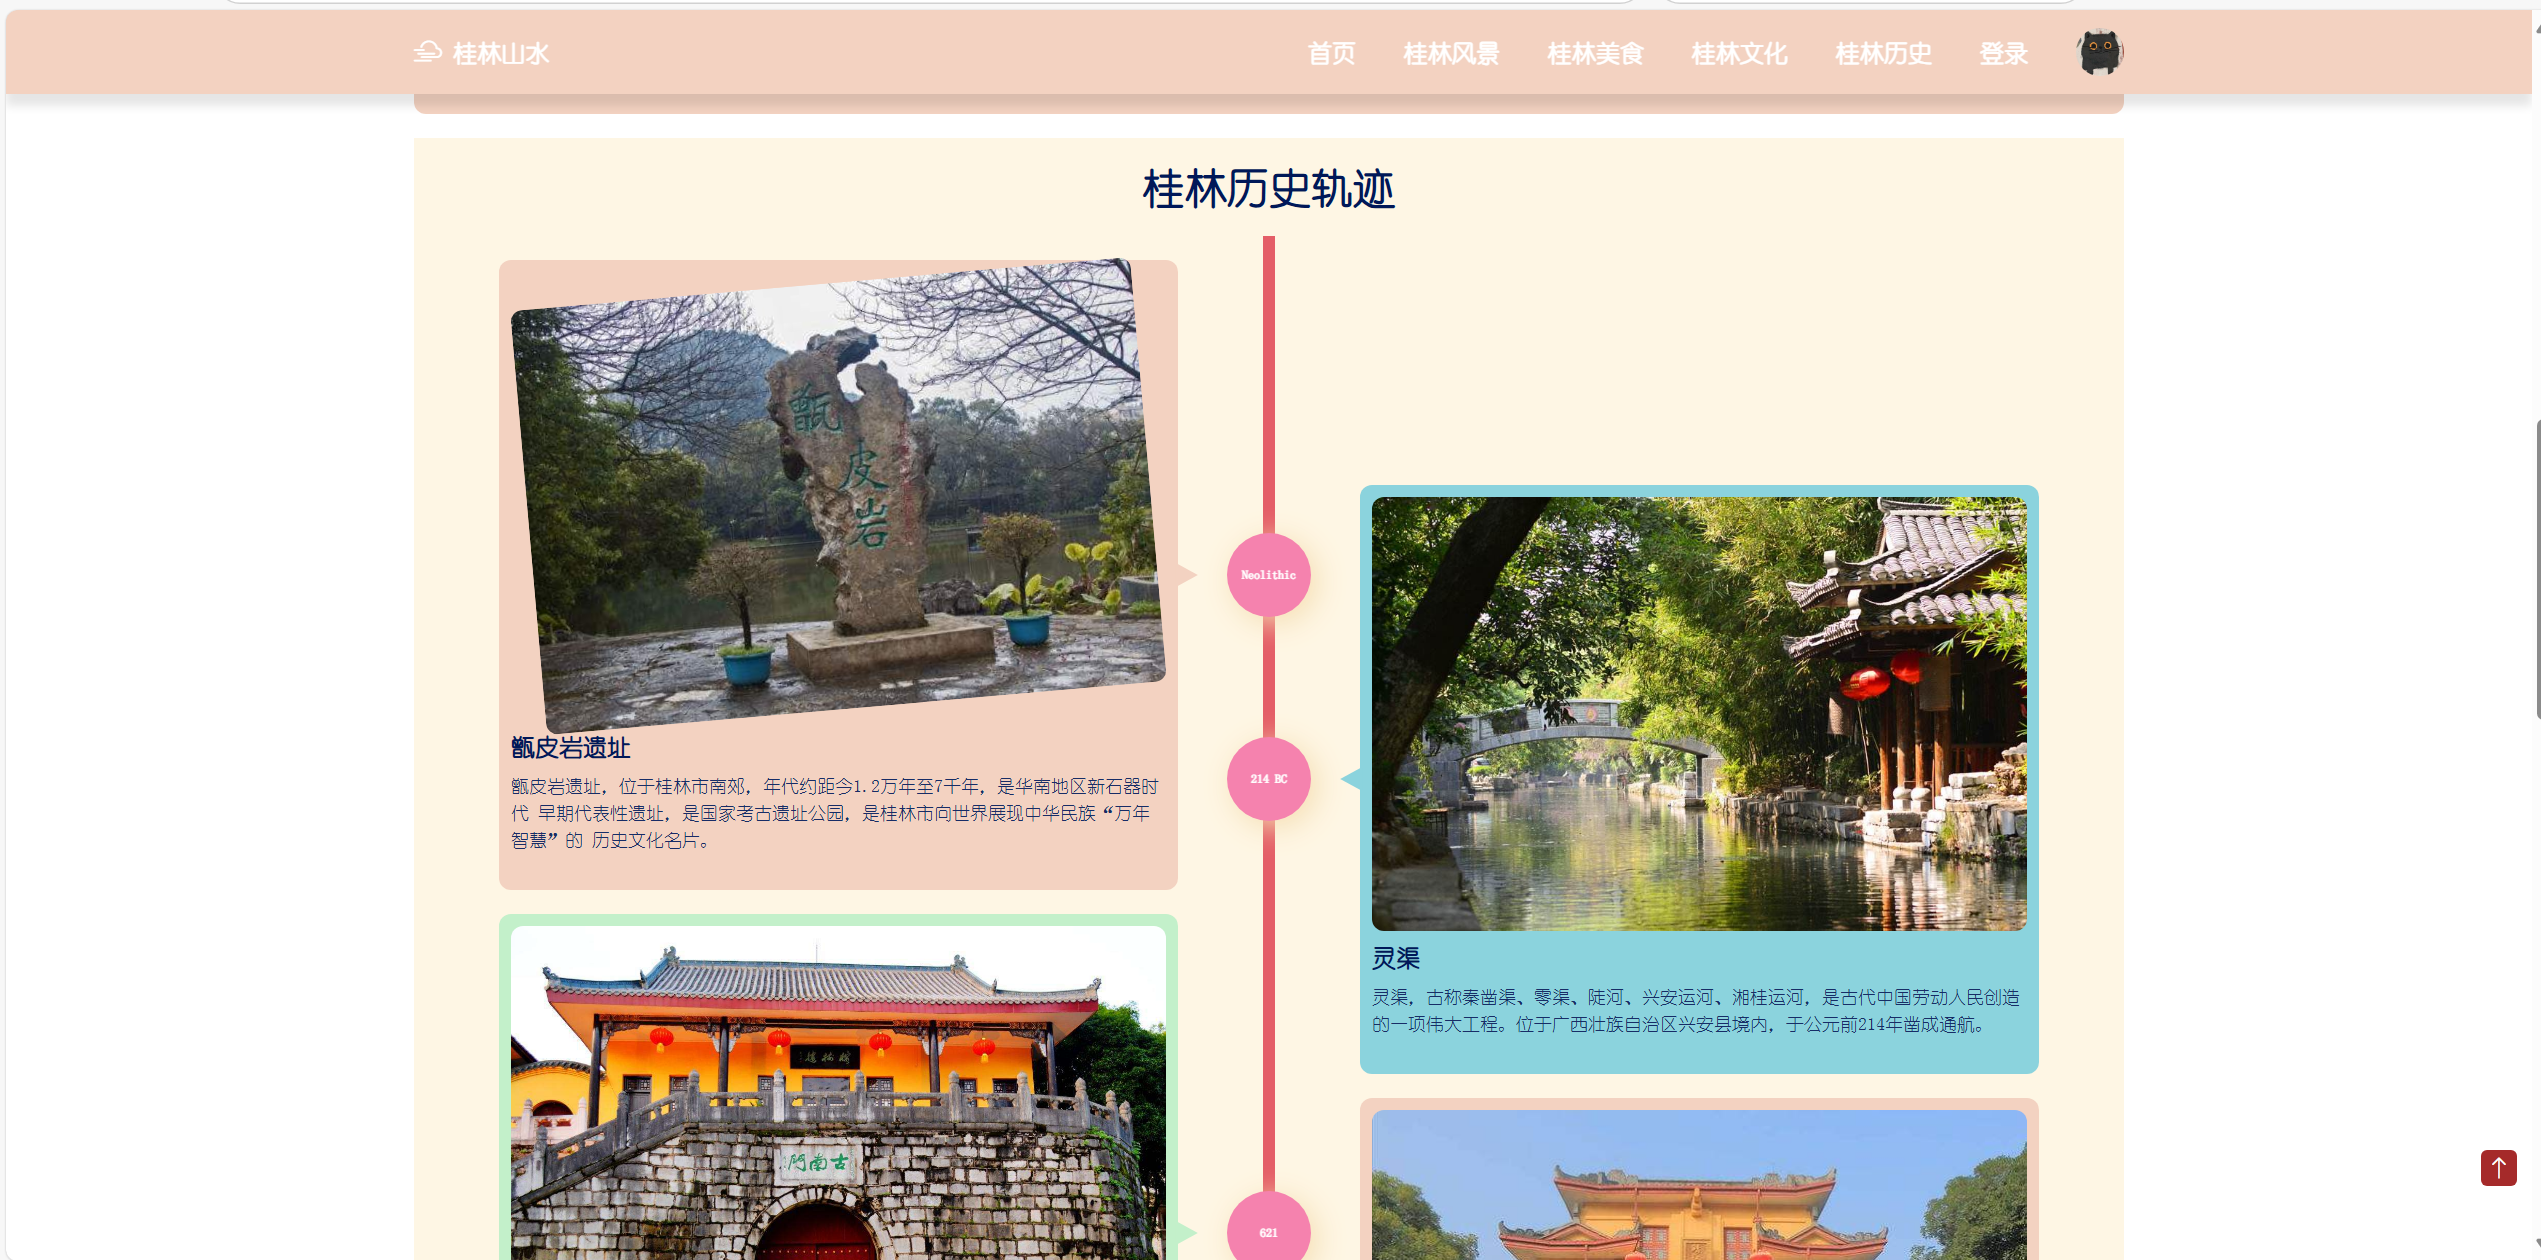 桂林山水
首页 桂林风景 桂林美食 桂林文化 桂林历史 登录
桂林历史轨迹
甑
皮
岩
Neolithic
甑皮岩遗址
甑皮岩遗址，位于桂林市南郊，年代约距今1.2万年至7千年，是华南地区新石器时
代 早期代表性遗址，是国家考古遗址公园，是桂林市向世界展现中华民族“万年
智慧”的 历史文化名片。
214 BC
灵渠
灵渠，古称秦凿渠、零渠、陡河、兴安运河、湘桂运河，是古代中国劳动人民创造
的一项伟大工程。位于广西壮族自治区兴安县境内，于公元前214年凿成通航。
門南古
621